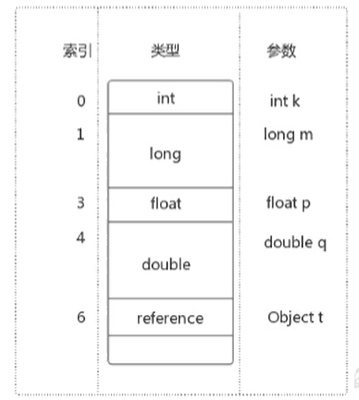 索引 类型 参数
0 int int k
1 long long m
3 float float p
4 double double q
6 reference Object t